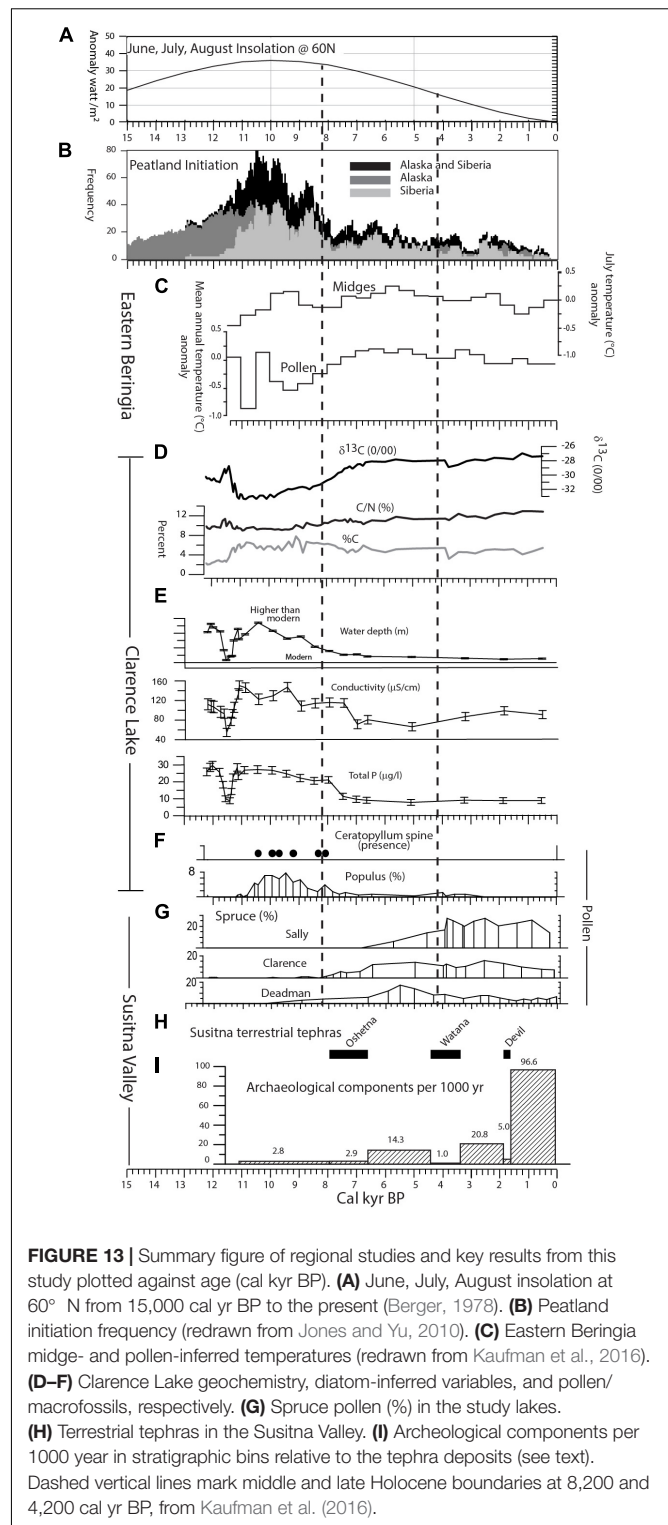 A
June, July, August Insolation @ 60N
Anomaly watt /m²
50
40
30
20
10
0
15 14 13 12 11 10 9 8 7 6 5 4 3 2 1 0
B
Peatland Initiation
Frequency
80
60
40
20
0
Alaska and Siberia
Alaska
Siberia
Eastern Beringia
C
Midges
July temperature (°C) anomaly
0.5
0.0
-0.5
-1.0
Mean annual temperature (°C) anomaly
0.5
0.0
-0.5
-1.0
Pollen
D
δ13C (0/00)
δ13C (0/00)
-26
-28
-30
-32
C/N (%)
%C
Percent
12
8
4
0
Clarence Lake
E
Higher than modern
Modern
Water depth (m)
Conductivity (µS/cm)
160
120
80
40
Total P (µg/l)
30
20
10
0
F
Ceratopyllum spine (presence)
8
Populus (%)
Pollen
G
Spruce (%)
20
Sally
20
Clarence
20
Deadman
Susitna Valley
H
Susitna terrestrial tephras
Oshetna
Watana
Devil
I
Archaeological components per 1000 yr
100
80
60
40
20
0
2.8
2.9
14.3
1.0
20.8
5.0
96.6
15 14 13 12 11 10 9 8 7 6 5 4 3 2 1 0
Cal kyr BP
FIGURE 13 | Summary figure of regional studies and key results from this
study plotted against age (cal kyr BP). (A) June, July, August insolation at
60° N from 15,000 cal yr BP to the present (Berger, 1978). (B) Peatland
initiation frequency (redrawn from Jones and Yu, 2010). (C) Eastern Beringia
midge- and pollen-inferred temperatures (redrawn from Kaufman et al., 2016).
(D–F) Clarence Lake geochemistry, diatom-inferred variables, and pollen/
macrofossils, respectively. (G) Spruce pollen (%) in the study lakes.
(H) Terrestrial tephras in the Susitna Valley. (I) Archeological components per
1000 year in stratigraphic bins relative to the tephra deposits (see text).
Dashed vertical lines mark middle and late Holocene boundaries at 8,200 and
4,200 cal yr BP, from Kaufman et al. (2016).